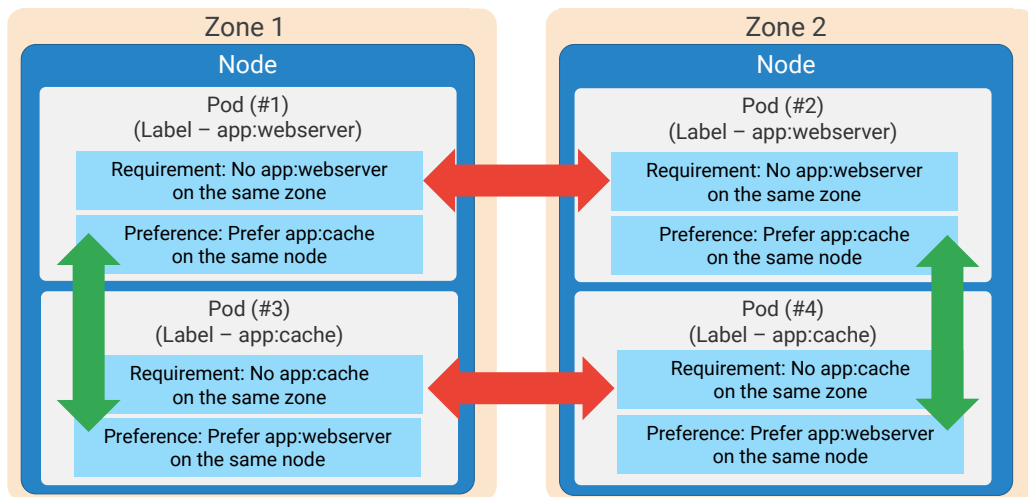 Zone 1
Node
Pod (#1)
(Label – app:webserver)
Requirement: No app:webserver
on the same zone
Preference: Prefer app:cache
on the same node
Pod (#3)
(Label – app:cache)
Requirement: No app:cache
on the same zone
Preference: Prefer app:webserver
on the same node
Zone 2
Node
Pod (#2)
(Label – app:webserver)
Requirement: No app:webserver
on the same zone
Preference: Prefer app:cache
on the same node
Pod (#4)
(Label – app:cache)
Requirement: No app:cache
on the same zone
Preference: Prefer app:webserver
on the same node